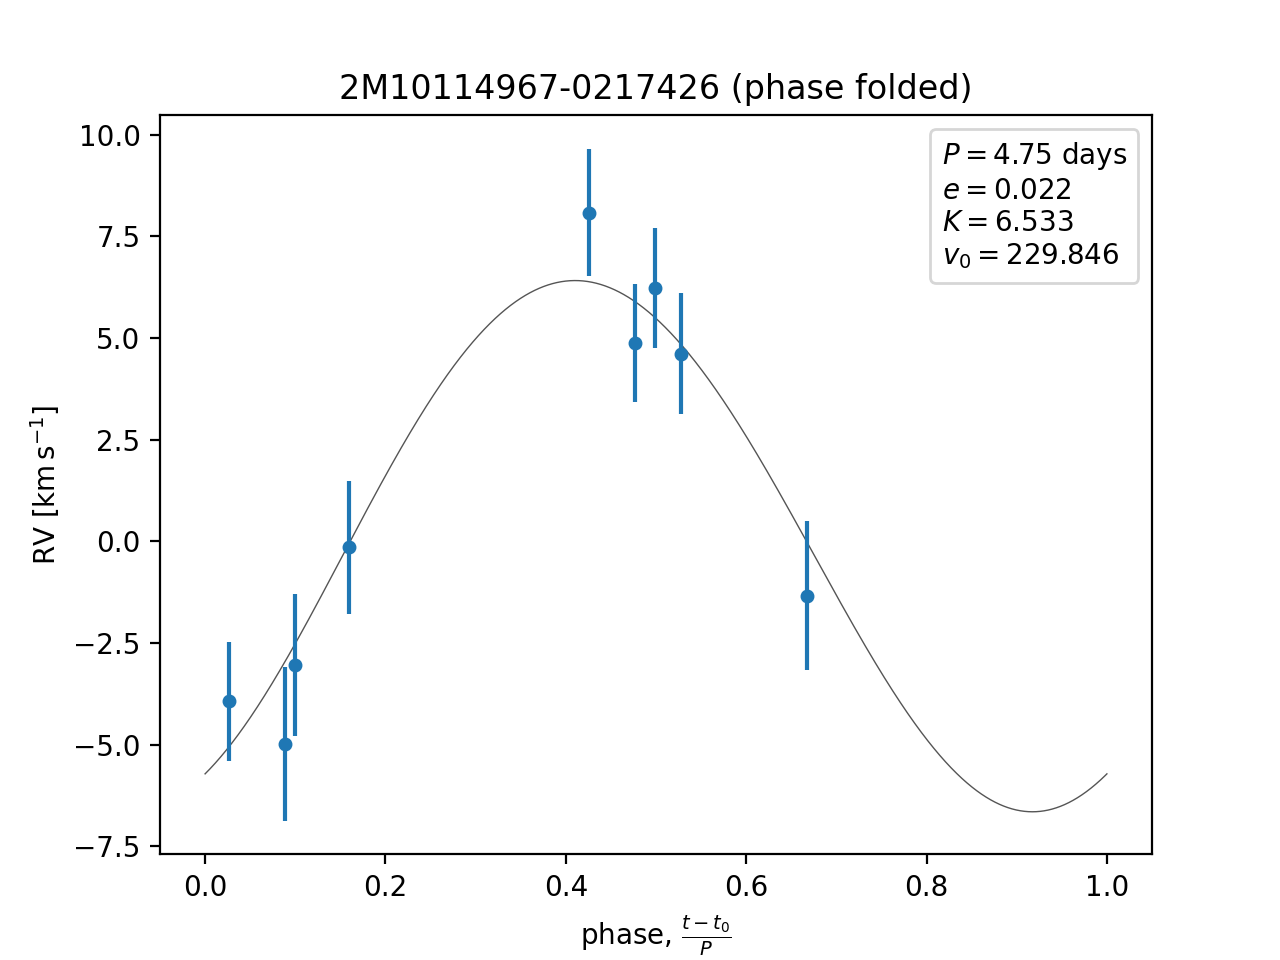 2M10114967-0217426 (phase folded)
P = 4.75 days
e = 0.022
K = 6.533
v₀ = 229.846
RV [km s⁻¹]
10.0
7.5
5.0
2.5
0.0
−2.5
−5.0
−7.5
0.0 0.2 0.4 0.6 0.8 1.0
phase, (t − t₀)/P